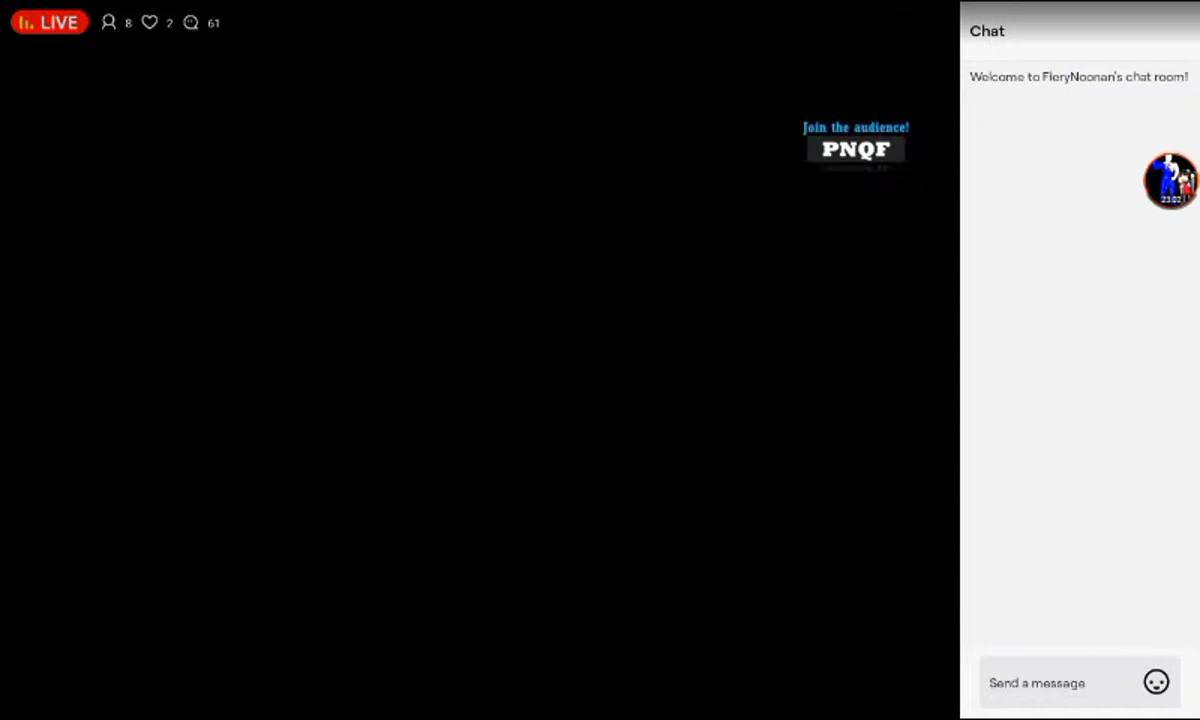 LIVE 8 2 61
Chat
Welcome to FieryNoonan's chat room!
Join the audience!
PNQF
23:02
Send a message